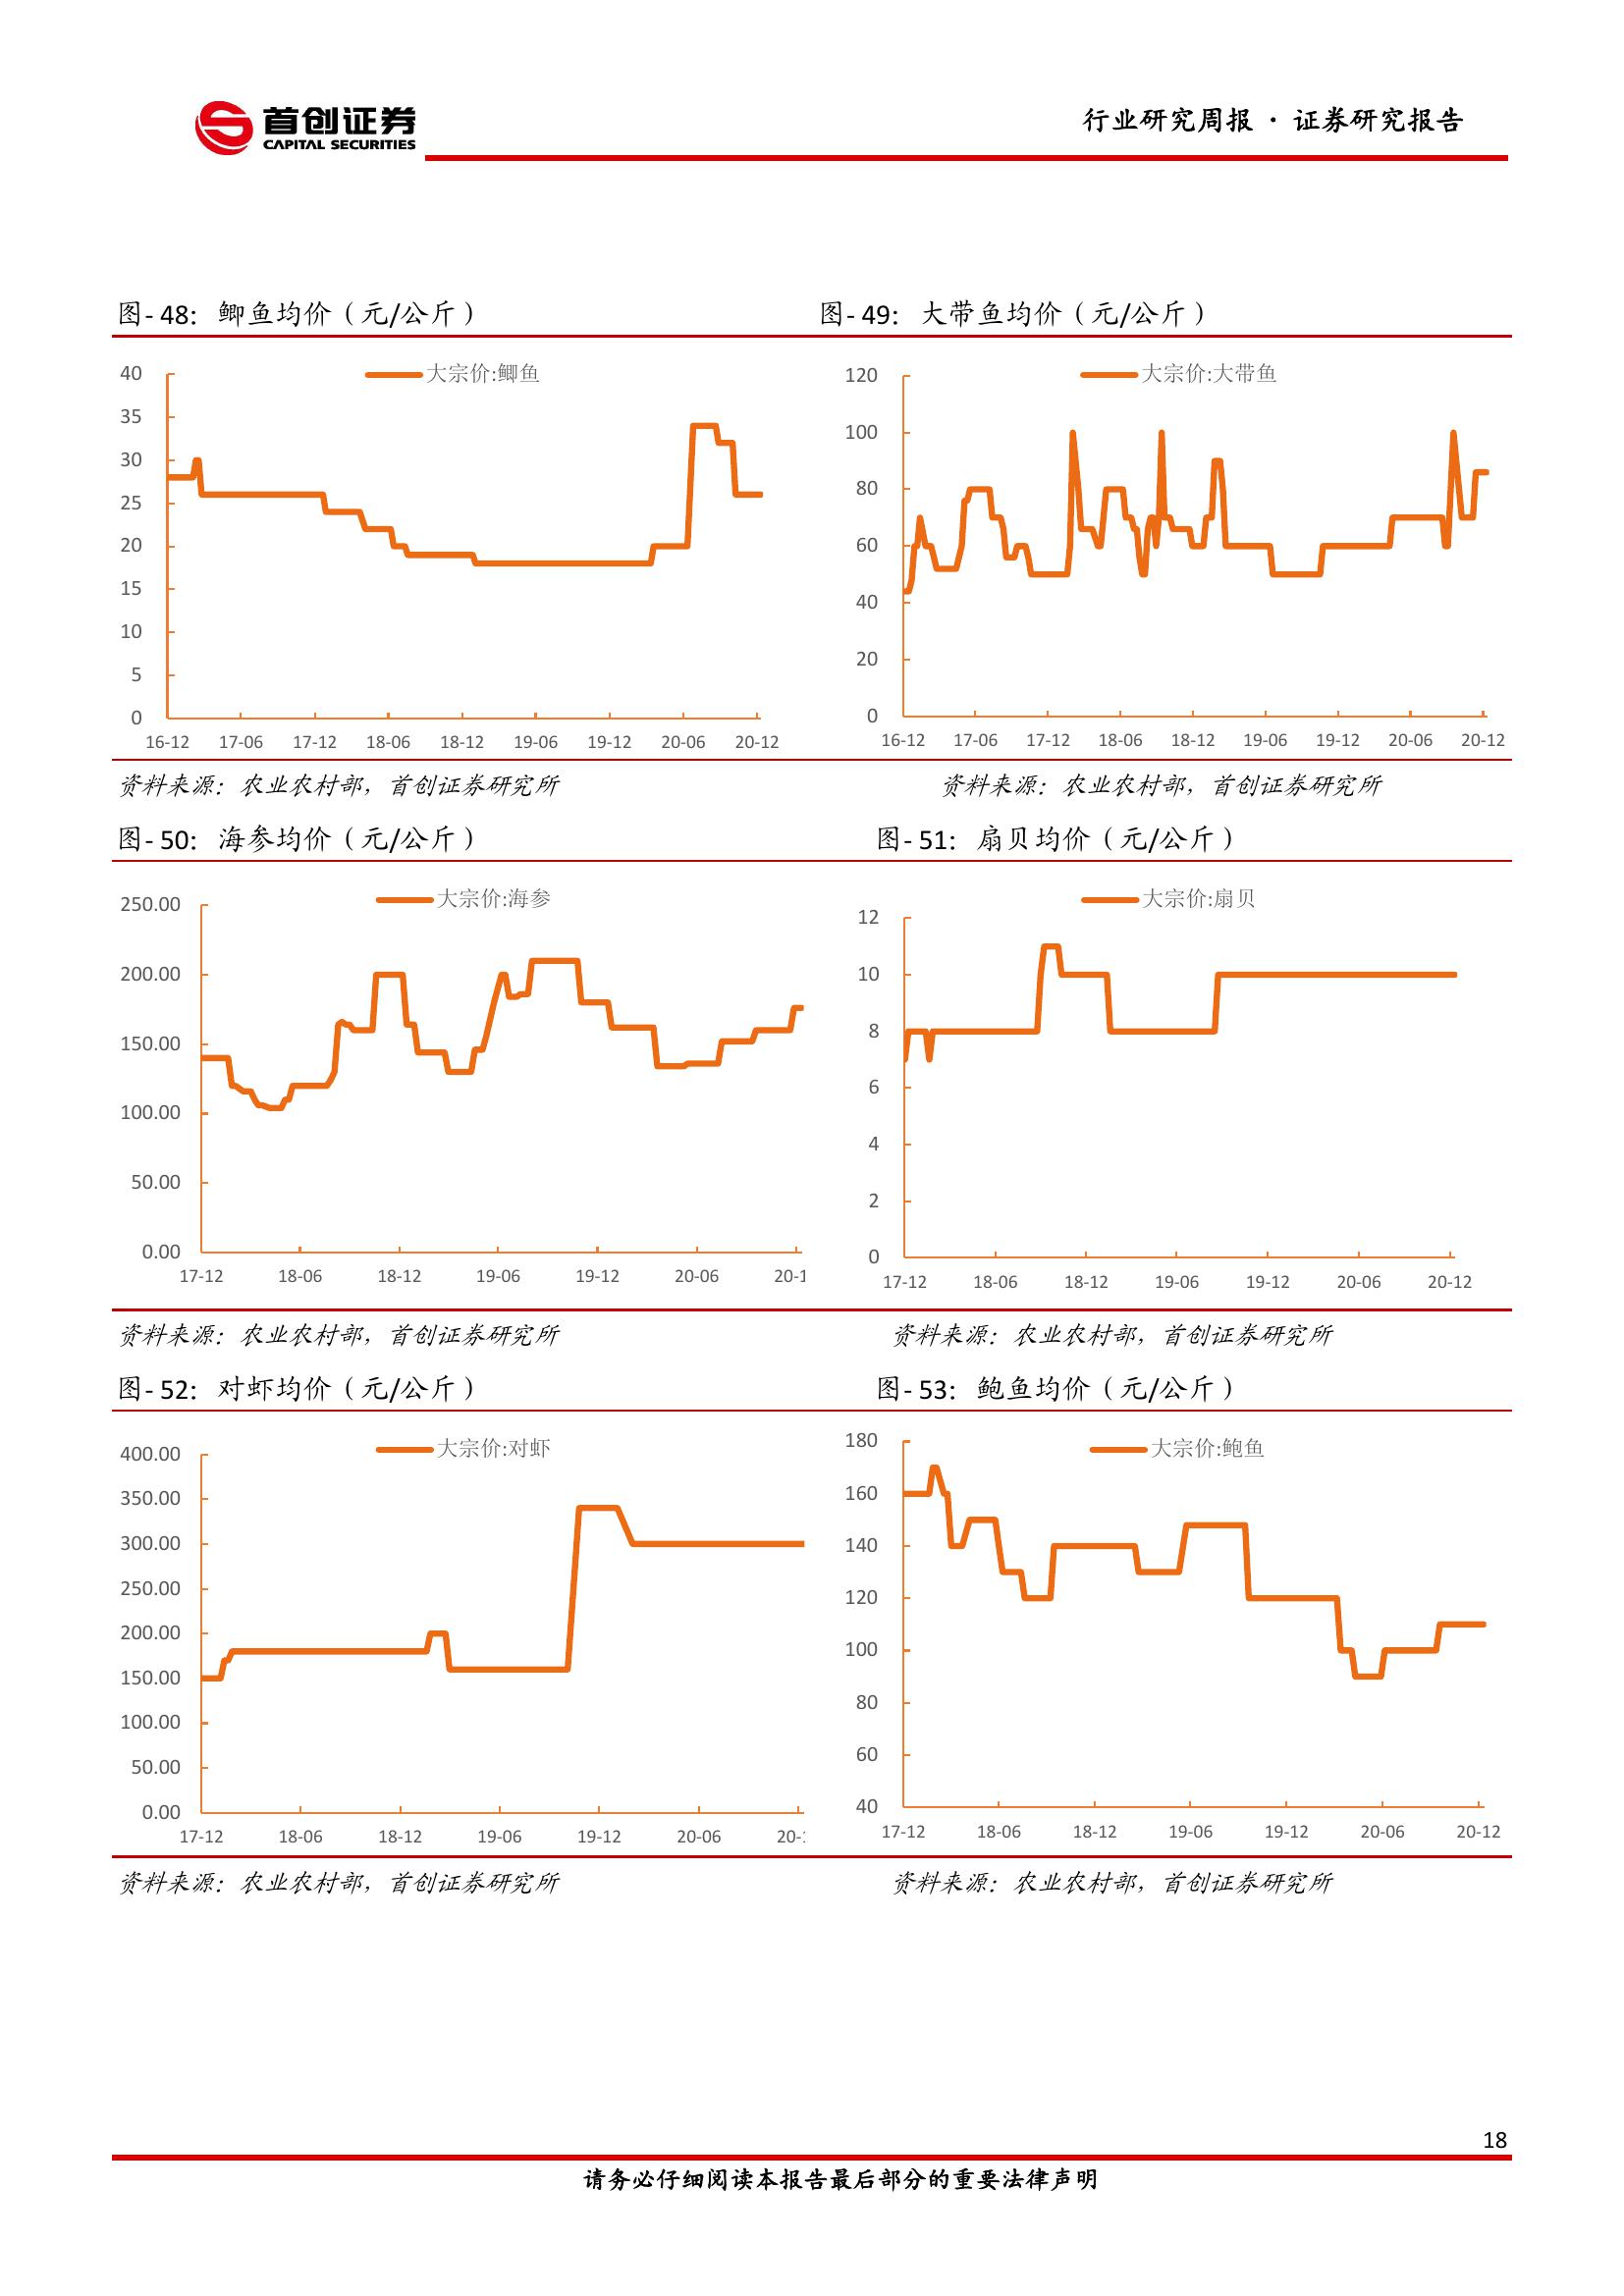 首创证券
CAPITAL SECURITIES
行业研究周报 · 证券研究报告
图- 48: 鲫鱼均价（元/公斤）
图- 49: 大带鱼均价（元/公斤）
大宗价:鲫鱼
40
35
30
25
20
15
10
5
0
16-12 17-06 17-12 18-06 18-12 19-06 19-12 20-06 20-12
大宗价:大带鱼
120
100
80
60
40
20
0
16-12 17-06 17-12 18-06 18-12 19-06 19-12 20-06 20-12
资料来源：农业农村部，首创证券研究所
资料来源：农业农村部，首创证券研究所
图- 50: 海参均价（元/公斤）
图- 51: 扇贝均价（元/公斤）
大宗价:海参
250.00
200.00
150.00
100.00
50.00
0.00
17-12 18-06 18-12 19-06 19-12 20-06 20-1
大宗价:扇贝
12
10
8
6
4
2
0
17-12 18-06 18-12 19-06 19-12 20-06 20-12
资料来源：农业农村部，首创证券研究所
资料来源：农业农村部，首创证券研究所
图- 52: 对虾均价（元/公斤）
图- 53: 鲍鱼均价（元/公斤）
大宗价:对虾
400.00
350.00
300.00
250.00
200.00
150.00
100.00
50.00
0.00
17-12 18-06 18-12 19-06 19-12 20-06 20-
大宗价:鲍鱼
180
160
140
120
100
80
60
40
17-12 18-06 18-12 19-06 19-12 20-06 20-12
资料来源：农业农村部，首创证券研究所
资料来源：农业农村部，首创证券研究所
18
请务必仔细阅读本报告最后部分的重要法律声明